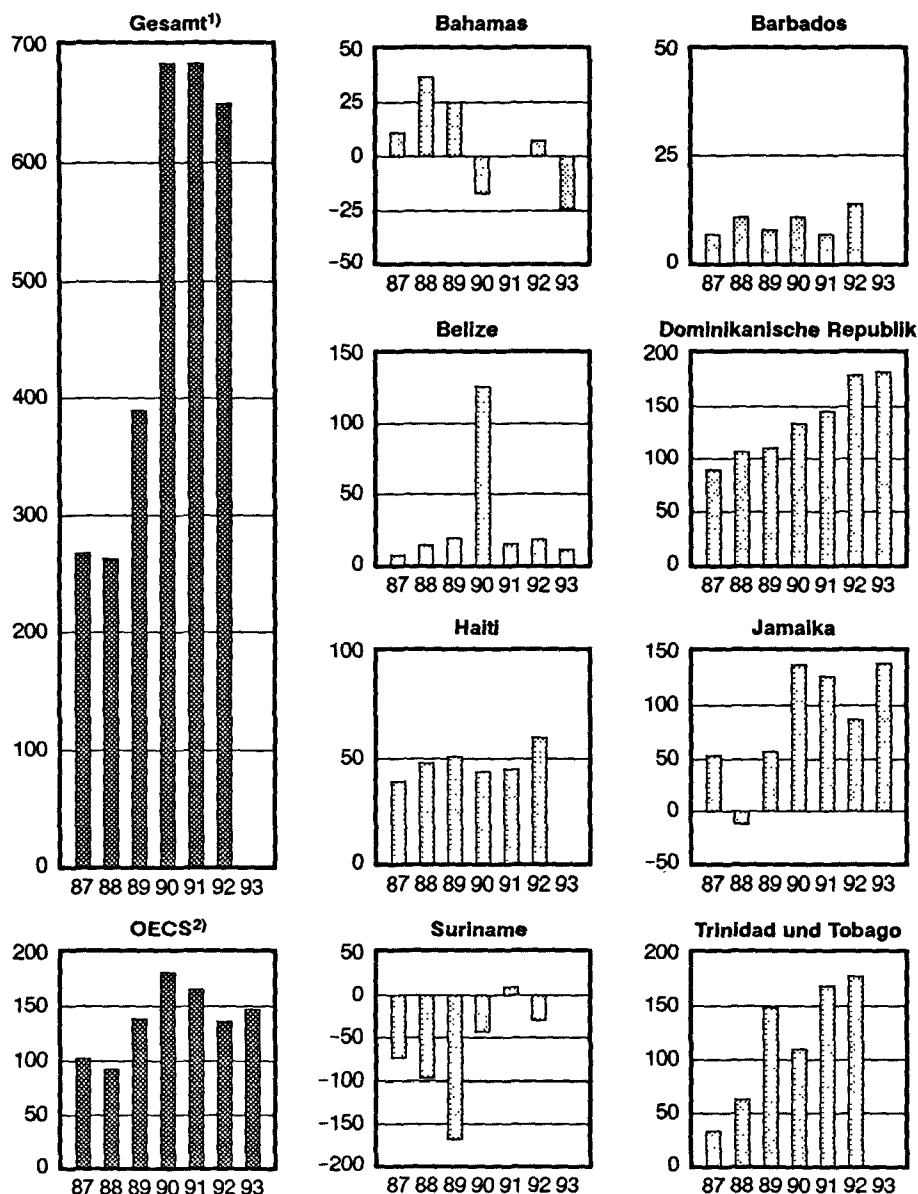 Gesamt¹⁾
700
600
500
400
300
200
100
0
87 88 89 90 91 92 93
Bahamas
50
25
0
-25
-50
87 88 89 90 91 92 93
Barbados
50
25
0
87 88 89 90 91 92 93
Belize
150
100
50
0
87 88 89 90 91 92 93
Dominikanische Republik
200
150
100
50
0
87 88 89 90 91 92 93
Haiti
100
50
0
87 88 89 90 91 92 93
Jamaika
150
100
50
0
-50
87 88 89 90 91 92 93
OECS²⁾
200
150
100
50
0
87 88 89 90 91 92 93
Suriname
50
0
-50
-100
-150
-200
87 88 89 90 91 92 93
Trinidad und Tobago
200
150
100
50
0
87 88 89 90 91 92 93